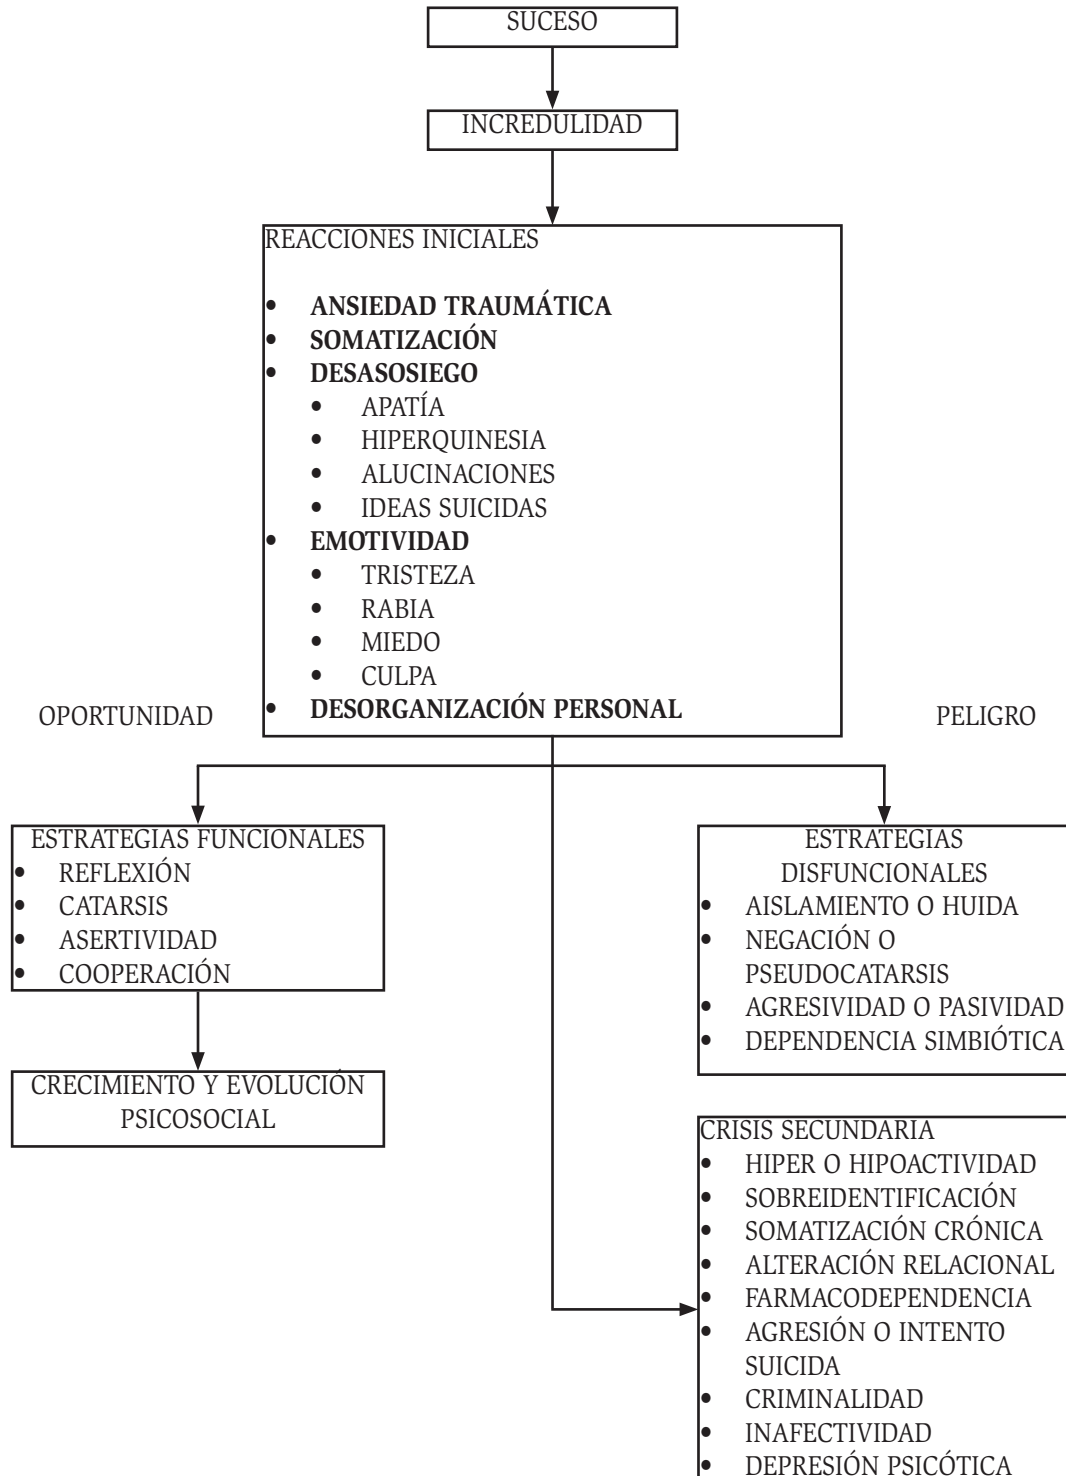 SUCESO
INCREDULIDAD
REACCIONES INICIALES
• ANSIEDAD TRAUMÁTICA
• SOMATIZACIÓN
• DESASOSIEGO
• APATÍA
• HIPERQUINESIA
• ALUCINACIONES
• IDEAS SUICIDAS
• EMOTIVIDAD
• TRISTEZA
• RABIA
• MIEDO
• CULPA
• DESORGANIZACIÓN PERSONAL
OPORTUNIDAD
PELIGRO
ESTRATEGIAS FUNCIONALES
• REFLEXIÓN
• CATARSIS
• ASERTIVIDAD
• COOPERACIÓN
CRECIMIENTO Y EVOLUCIÓN
PSICOSOCIAL
ESTRATEGIAS
DISFUNCIONALES
• AISLAMIENTO O HUIDA
• NEGACIÓN O
PSEUDOCATARSIS
• AGRESIVIDAD O PASIVIDAD
• DEPENDENCIA SIMBIÓTICA
CRISIS SECUNDARIA
• HIPER O HIPOACTIVIDAD
• SOBREIDENTIFICACIÓN
• SOMATIZACIÓN CRÓNICA
• ALTERACIÓN RELACIONAL
• FARMACODEPENDENCIA
• AGRESIÓN O INTENTO
SUICIDA
• CRIMINALIDAD
• INAFECTIVIDAD
• DEPRESIÓN PSICÓTICA